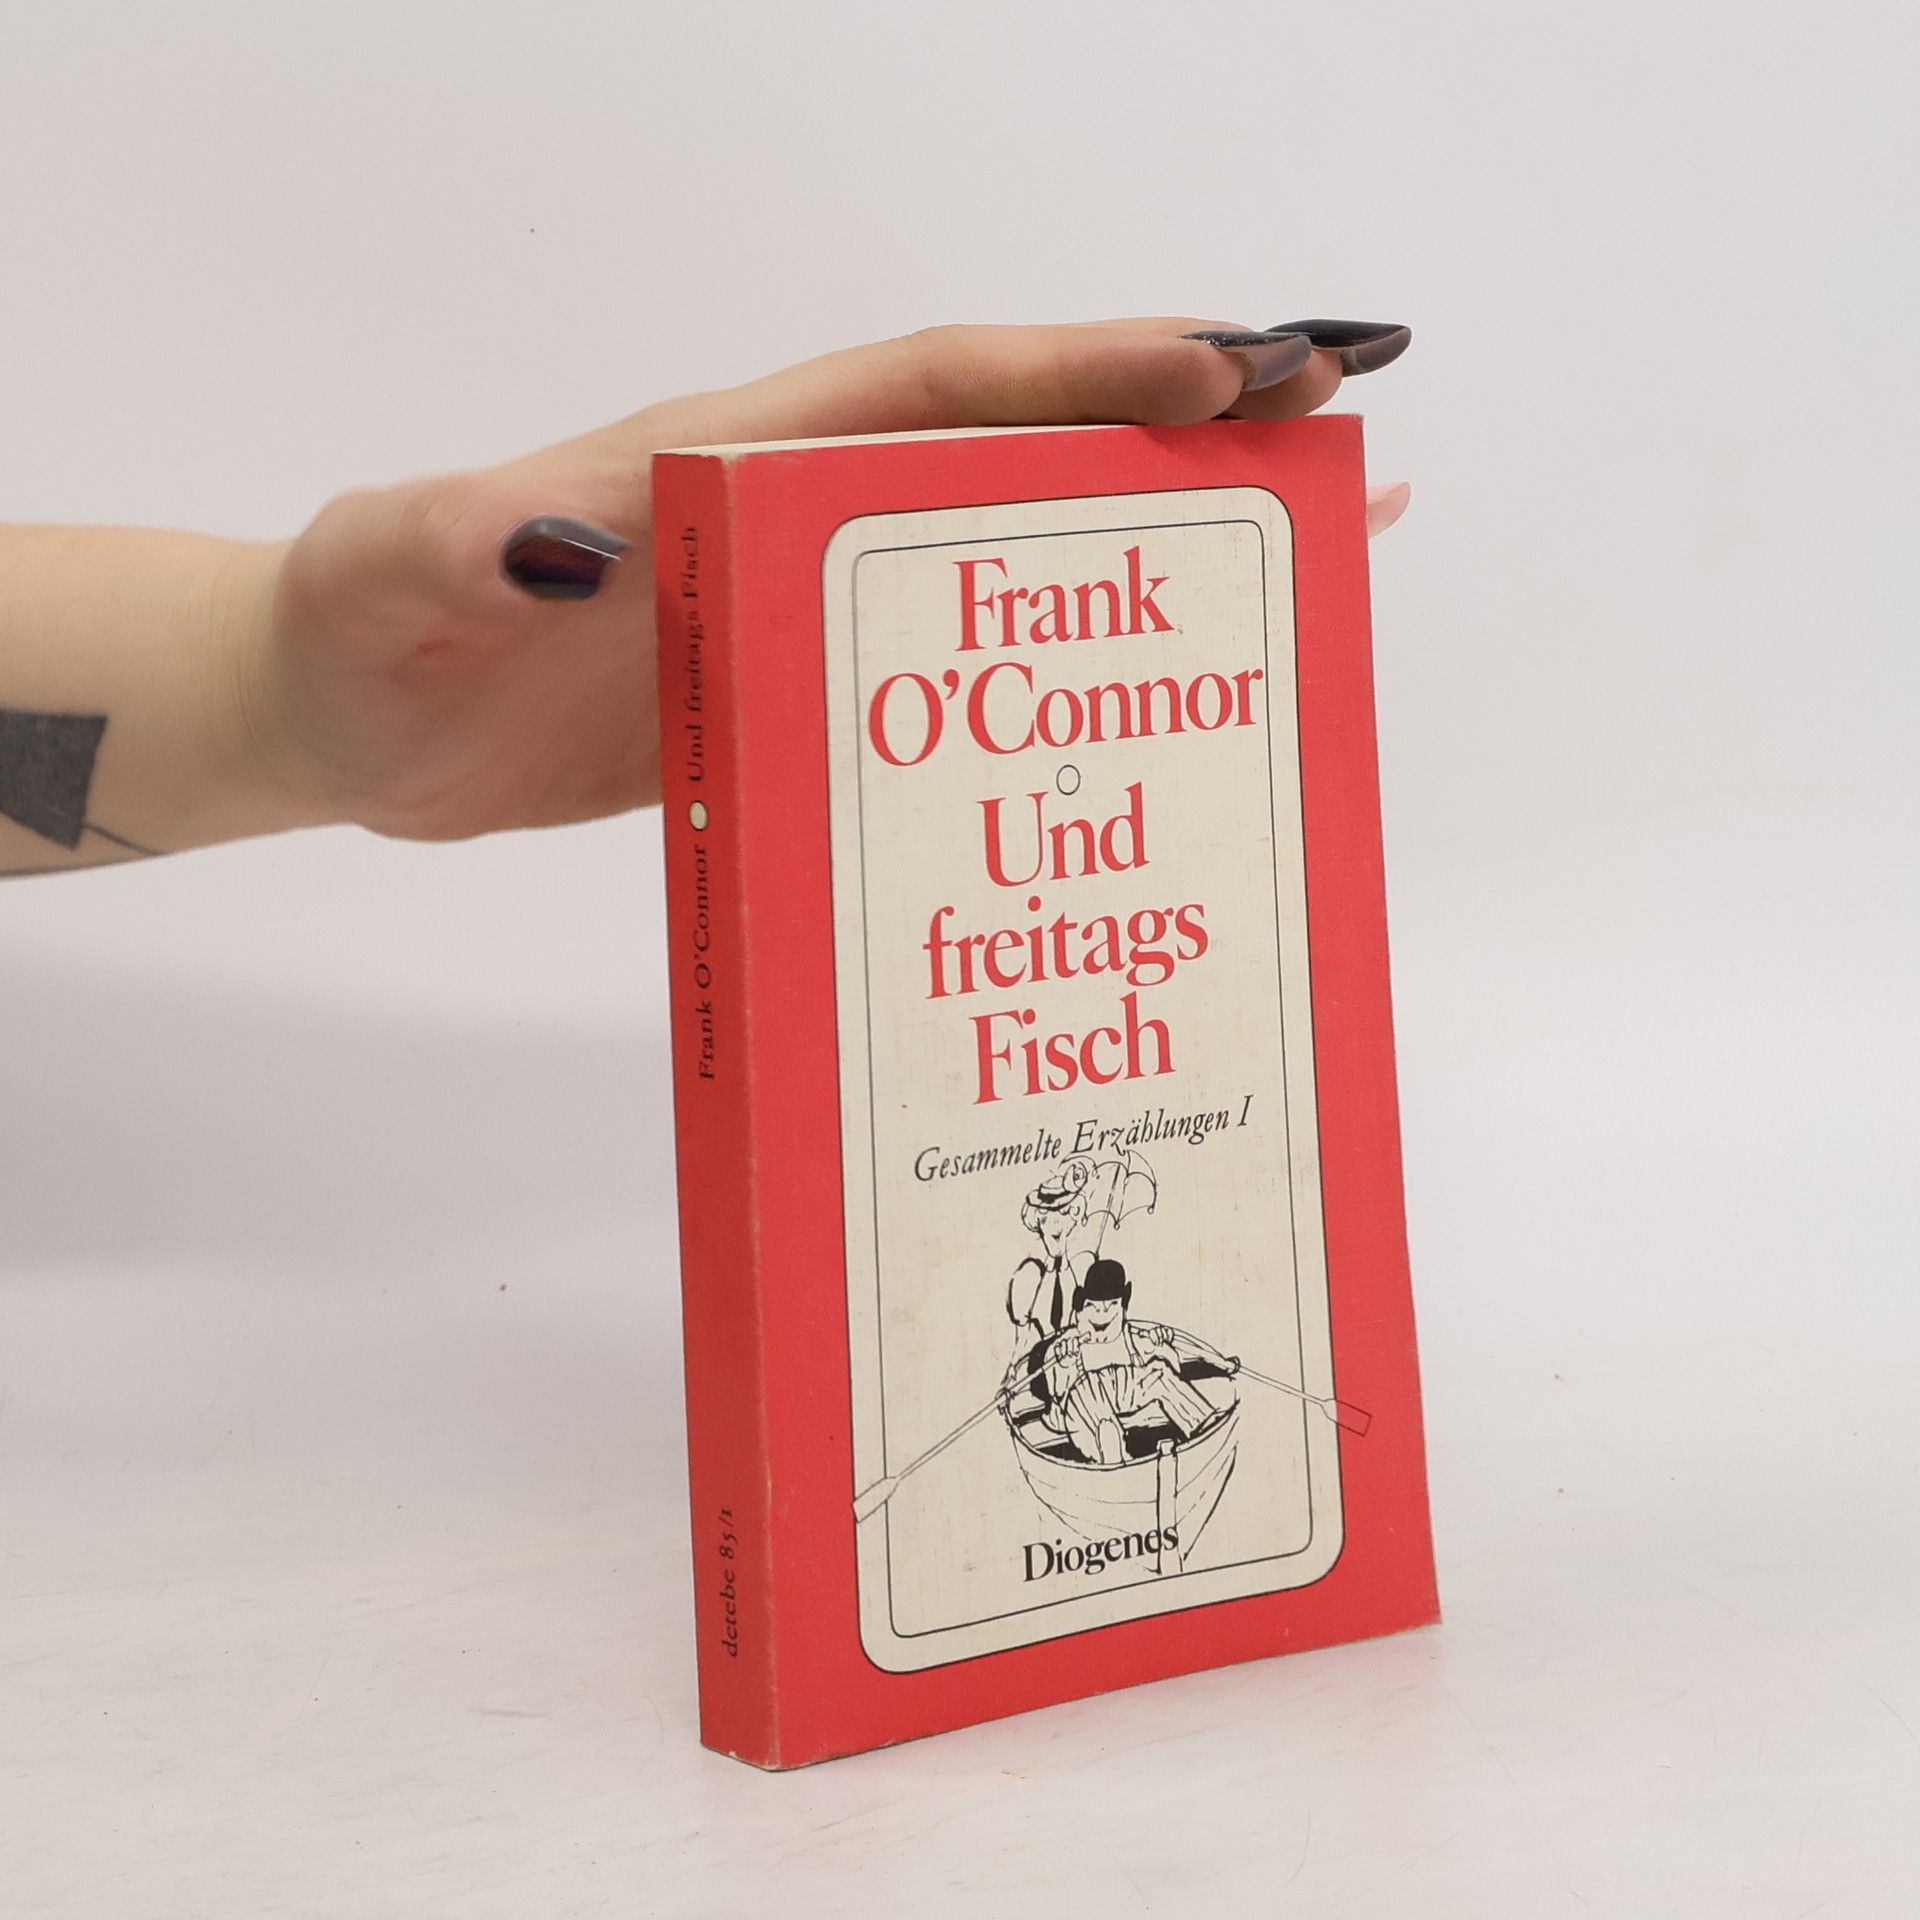 Frank O'Connor Und freitags Fisch
detebe 85/1
Frank
O'Connor
Und
freitags
Fisch
Gesammelte Erzählungen I
Diogenes